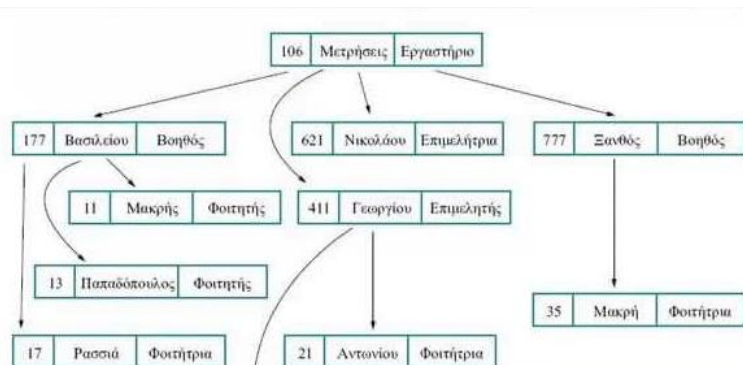 106 Μετρήσεις Εργαστήριο
177 Βασιλείου Βοηθός
621 Νικολάου Επιμελήτρια
777 Ξανθός Βοηθός
11 Μακρής Φοιτητής
411 Γεωργίου Επιμελητής
13 Παπαδόπουλος Φοιτητής
35 Μακρή Φοιτήτρια
17 Ρασσιά Φοιτήτρια
21 Αντωνίου Φοιτήτρια